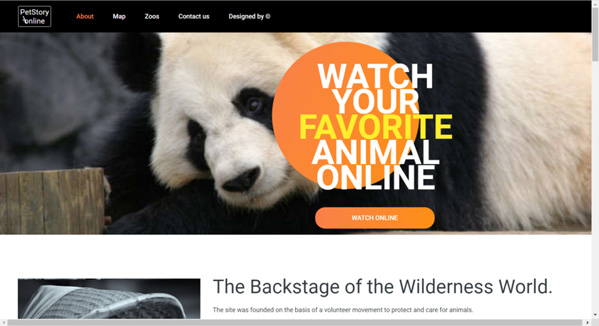 PetStory
online
About Map Zoos Contact us Designed by ©
WATCH
YOUR
FAVORITE
ANIMAL
ONLINE
WATCH ONLINE
The Backstage of the Wilderness World.
The site was founded on the basis of a volunteer movement to protect and care for animals.